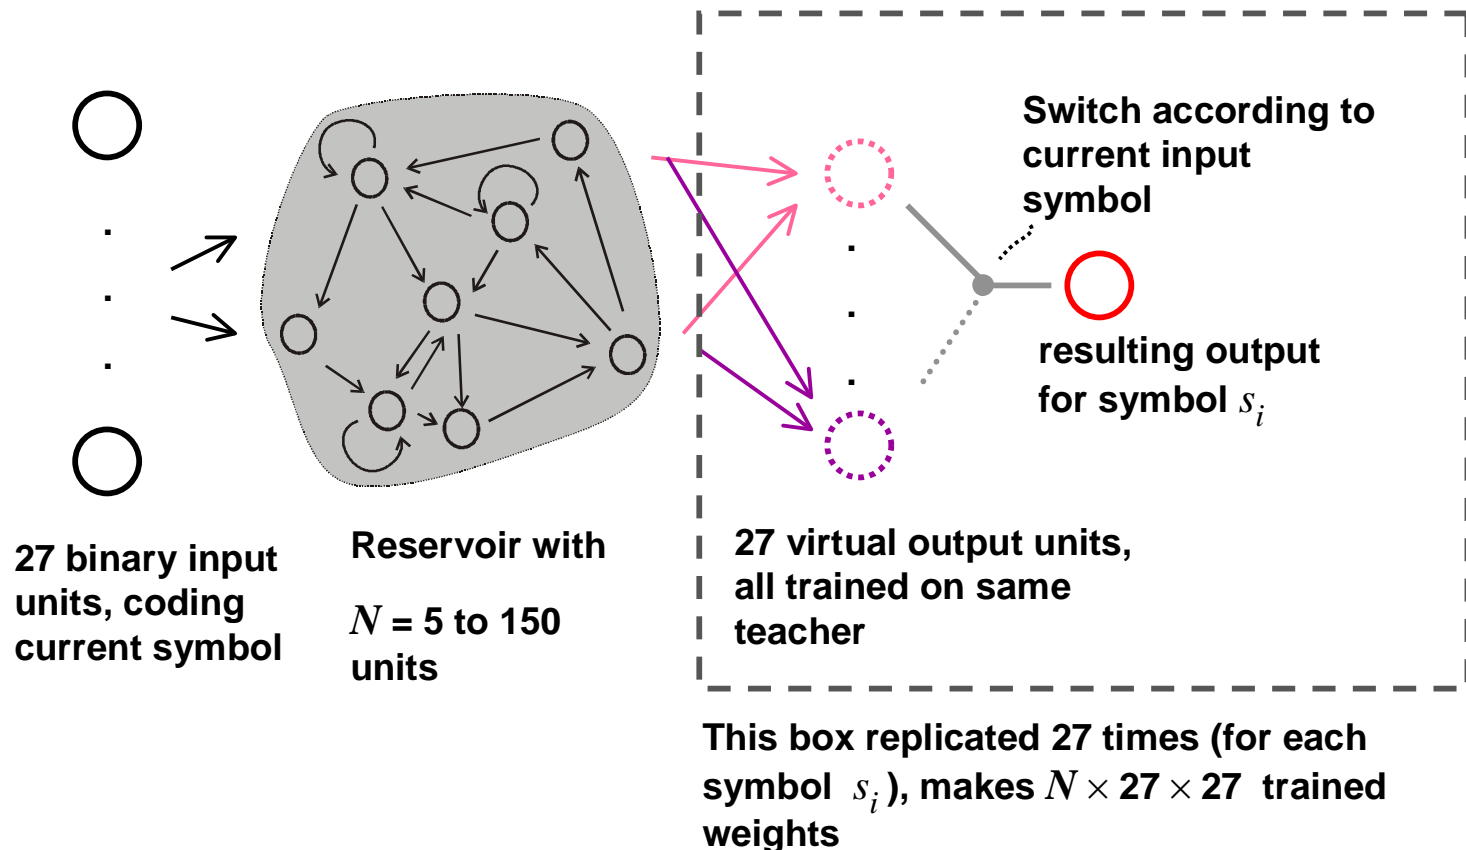 Switch according to
current input
symbol
resulting output
for symbol s_i
27 binary input
units, coding
current symbol
Reservoir with
N = 5 to 150
units
27 virtual output units,
all trained on same
teacher
This box replicated 27 times (for each
symbol s_i), makes N × 27 × 27 trained
weights